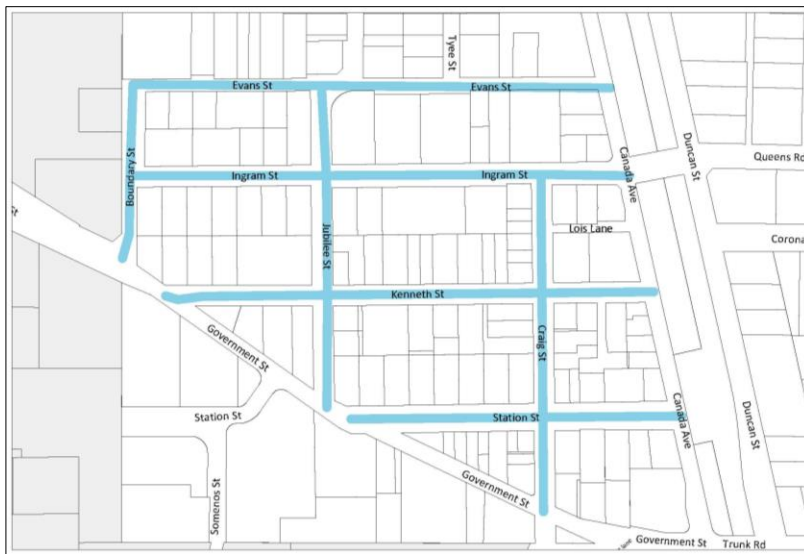 Tyee St
Evans St
Evans St
Duncan St
Canada Ave
Queens Rd
Boundary St
Ingram St
Ingram St
St
Jubilee St
Lois Lane
Corona
Kenneth St
Government St
Craig St
Station St
Station St
Canada Ave
Duncan St
Somenos St
Government St
Government St
Trunk Rd